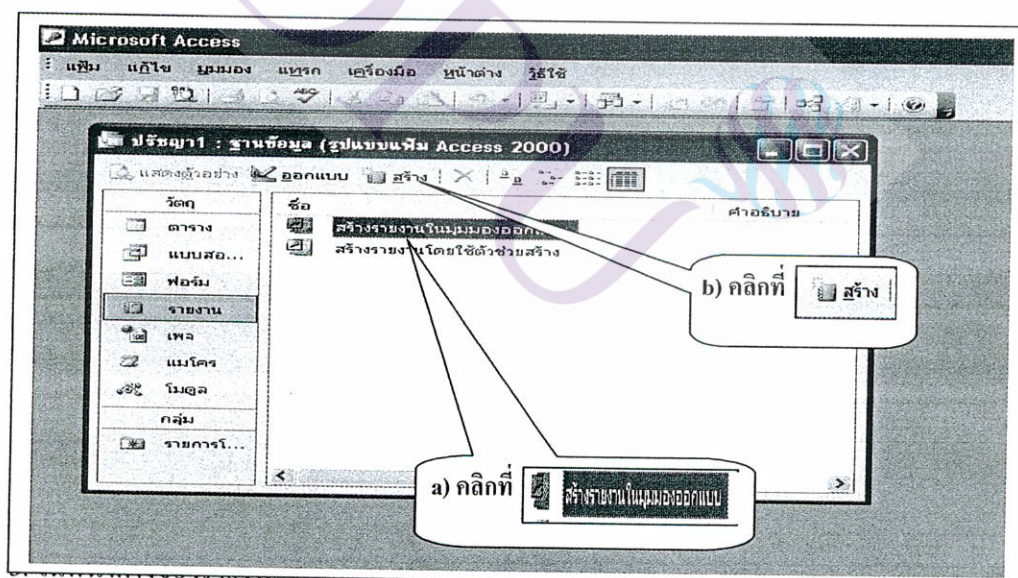 Microsoft Access
แฟ้ม แก้ไข มุมมอง แทรก เครื่องมือ หน้าต่าง วิธีใช้
ปรัชญา1 : ฐานข้อมูล (รูปแบบแฟ้ม Access 2000)
แสดงตัวอย่าง ออกแบบ สร้าง
วัตถุ
ชื่อ คำอธิบาย
ตาราง
สร้างรายงานในมุมมองออกแ...
แบบสอ...
สร้างรายงานโดยใช้ตัวช่วยสร้าง
ฟอร์ม
รายงาน
เพจ
แมโคร
โมดูล
กลุ่ม
รายการโ...
b) คลิกที่ สร้าง
a) คลิกที่ สร้างรายงานในมุมมองออกแบบ